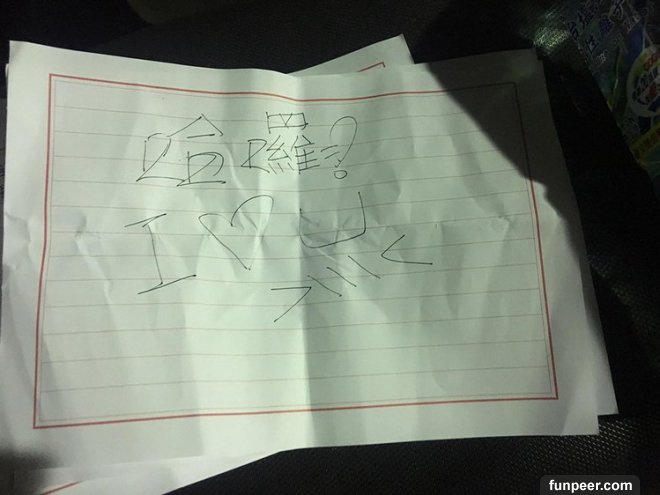 哈囉?
I ♡ U
funpeer.com